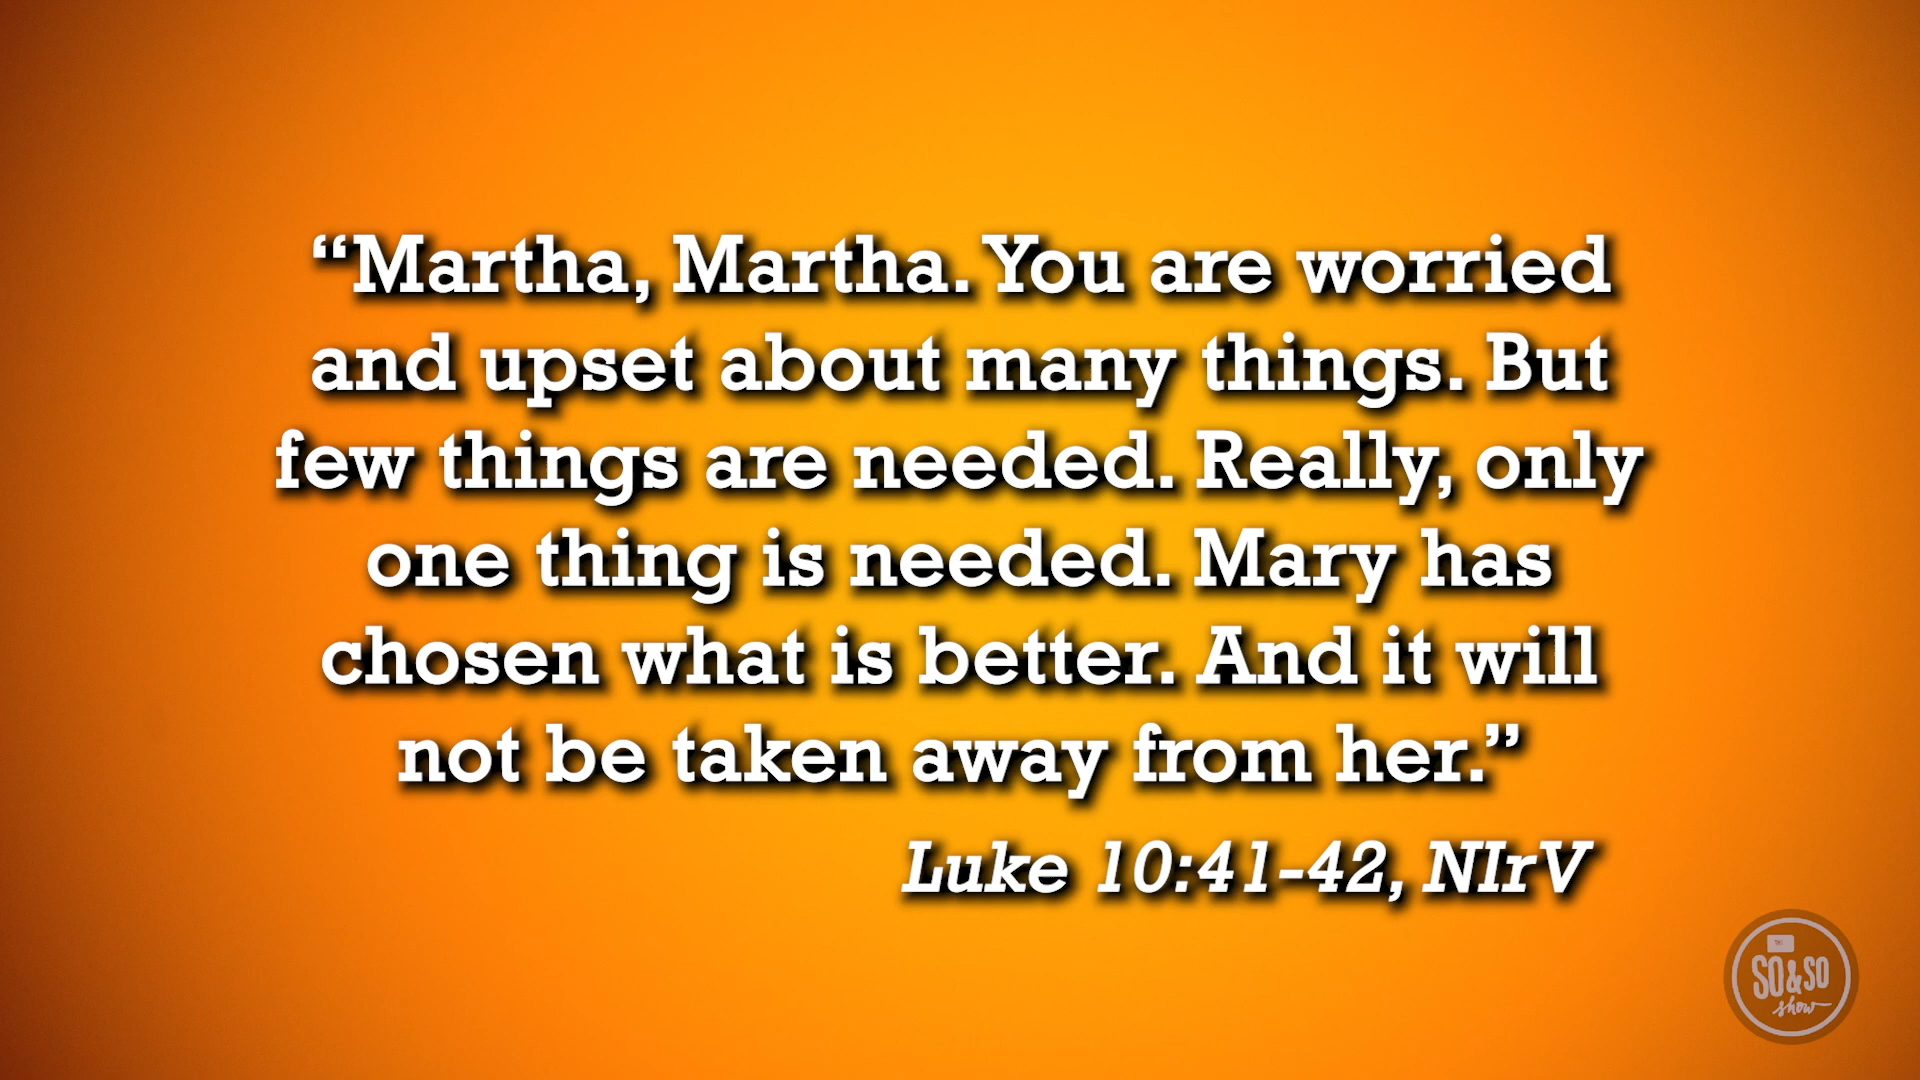 “Martha, Martha. You are worried
and upset about many things. But
few things are needed. Really, only
one thing is needed. Mary has
chosen what is better. And it will
not be taken away from her.”
Luke 10:41-42, NIrV
SO & SO
show